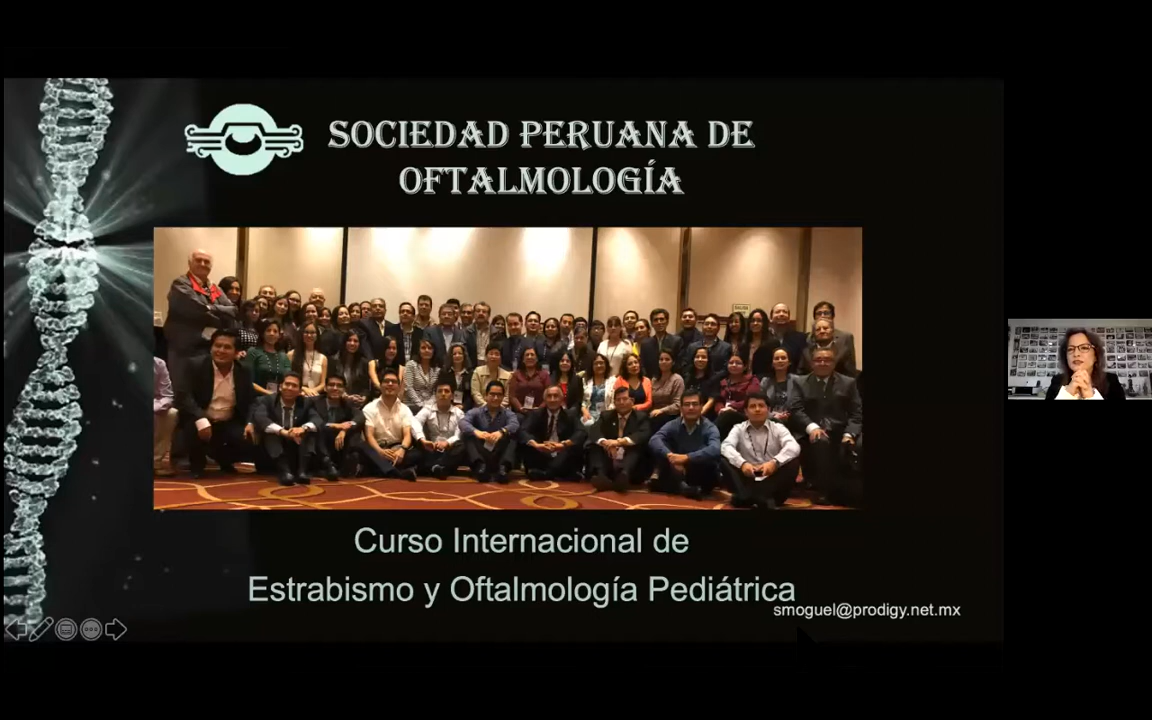 SOCIEDAD PERUANA DE
OFTALMOLOGÍA
Curso Internacional de
Estrabismo y Oftalmología Pediátrica
smoguel@prodigy.net.mx